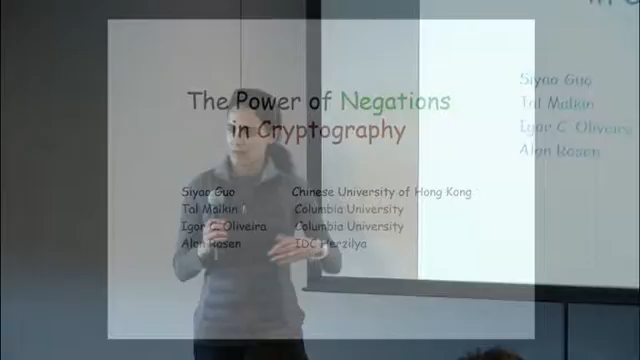 The Power of Negations
in Cryptography
Siyao Guo Chinese University of Hong Kong
Tal Malkin Columbia University
Igor C. Oliveira Columbia University
Alon Rosen IDC Herzilya
Siyao Guo
Tal Malkin
Igor C. Oliveira
Alon Rosen